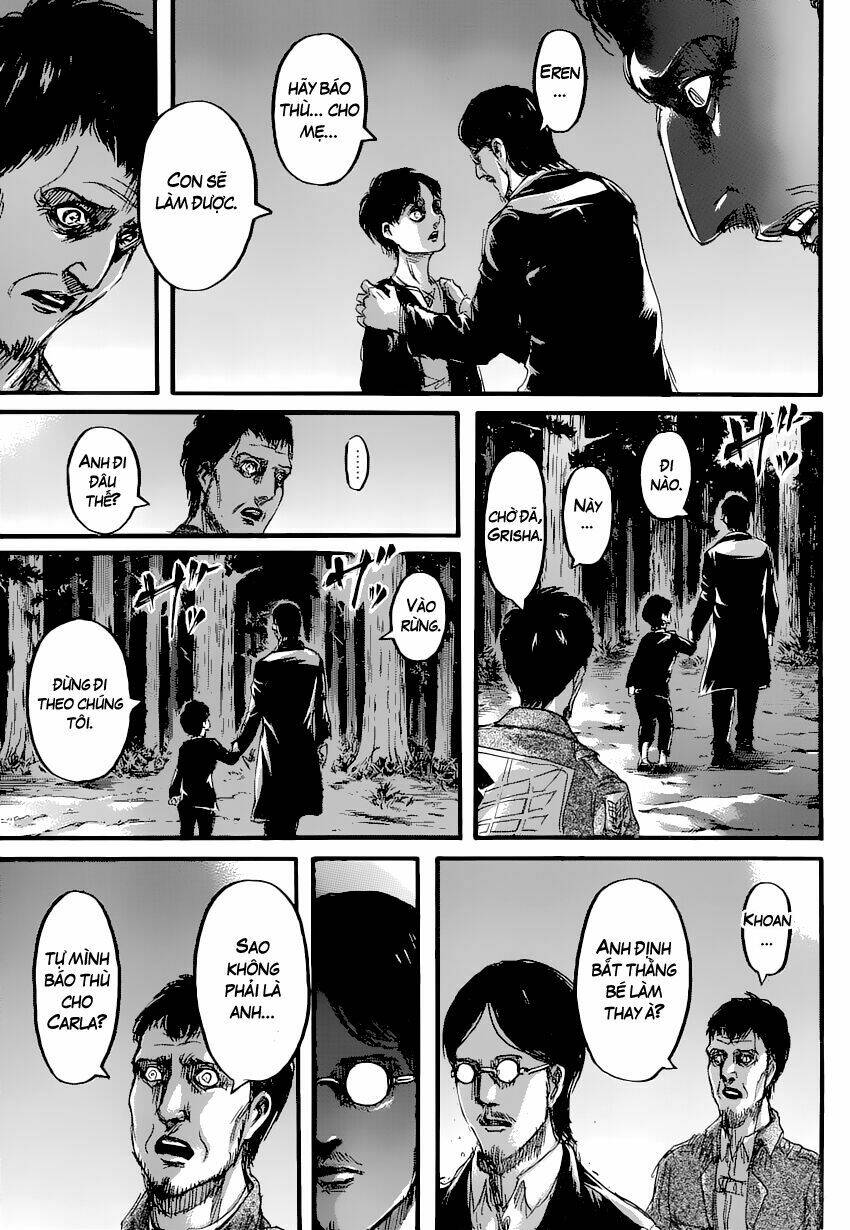 EREN
...
HÃY BÁO
THÙ... CHO
MẸ...
CON SẼ
LÀM ĐƯỢC.
ĐI
NÀO.
NÀY
...
CHỜ ĐÃ,
GRISHA.
......
ANH ĐI
ĐÂU
THẾ?
VÀO
RỪNG.
ĐỪNG ĐI
THEO CHÚNG
TÔI.
KHOAN
...
ANH ĐỊNH
BẮT THẰNG
BÉ LÀM
THAY À?
SAO
KHÔNG
PHẢI LÀ
ANH...
TỰ MÌNH
BÁO THÙ
CHO
CARLA?